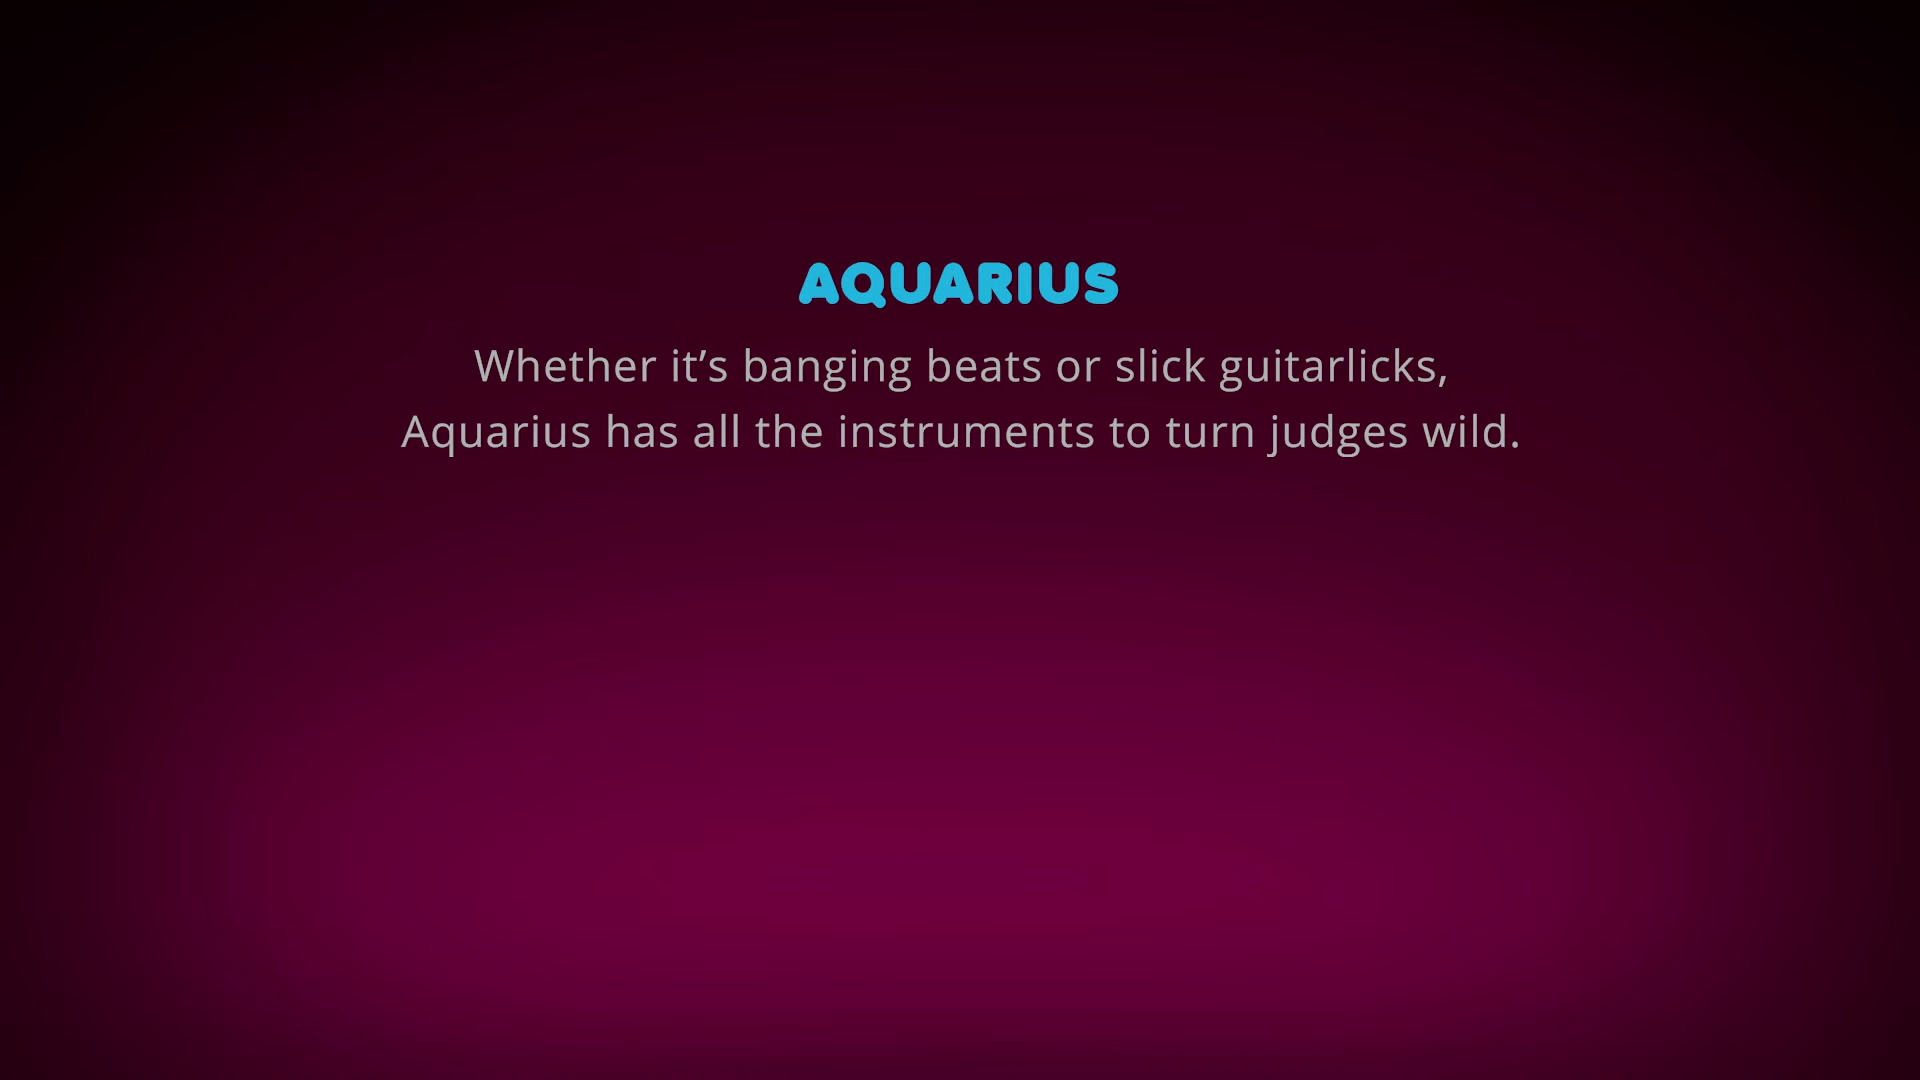 AQUARIUS
Whether it’s banging beats or slick guitarlicks,
Aquarius has all the instruments to turn judges wild.